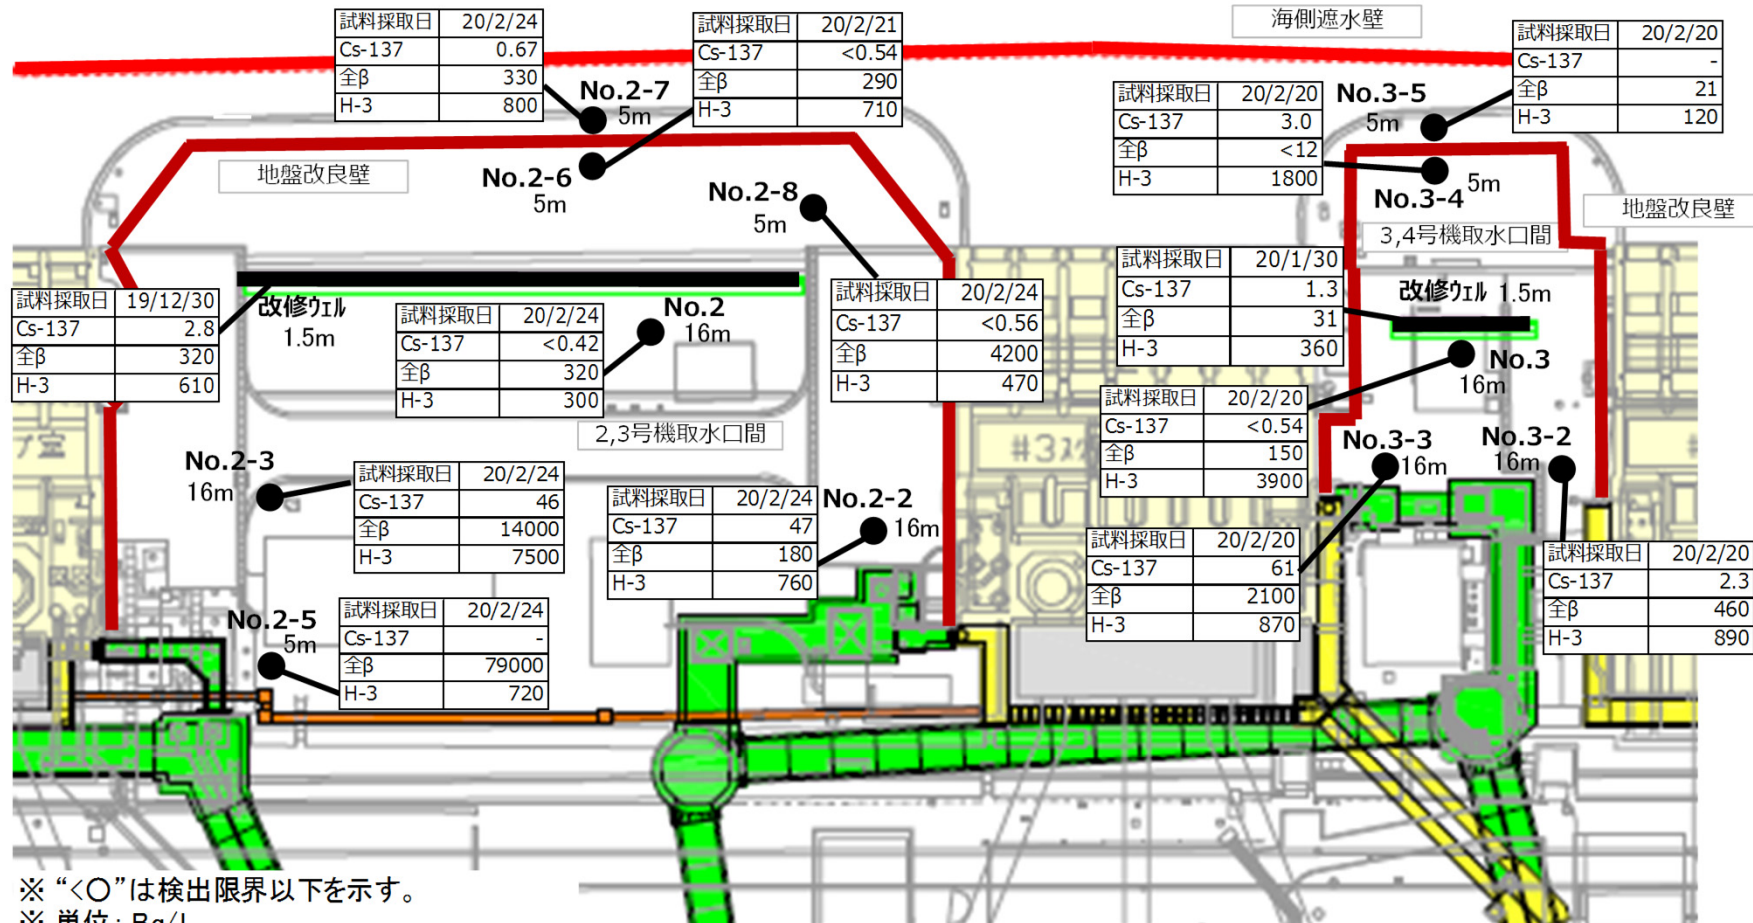 海側遮水壁
試料採取日 20/2/24
Cs-137 0.67
全β 330
H-3 800
No.2-7
5m
試料採取日 20/2/21
Cs-137 <0.54
全β 290
H-3 710
No.2-6
5m
試料採取日 20/2/20
Cs-137 3.0
全β <12
H-3 1800
No.3-4
5m
No.3-5
5m
試料採取日 20/2/20
Cs-137 -
全β 21
H-3 120
地盤改良壁
No.2-8
5m
試料採取日 20/2/24
Cs-137 <0.56
全β 4200
H-3 470
地盤改良壁
3,4号機取水口間
試料採取日 19/12/30
Cs-137 2.8
全β 320
H-3 610
改修ウェル
1.5m
試料採取日 20/2/24
Cs-137 <0.42
全β 320
H-3 300
No.2
16m
試料採取日 20/1/30
Cs-137 1.3
全β 31
H-3 360
改修ウェル 1.5m
試料採取日 20/2/20
Cs-137 <0.54
全β 150
H-3 3900
No.3
16m
2,3号機取水口間
No.2-3
16m
試料採取日 20/2/24
Cs-137 46
全β 14000
H-3 7500
試料採取日 20/2/24
Cs-137 47
全β 180
H-3 760
No.2-2
16m
#3ｽｸ
No.3-3
16m
No.3-2
16m
試料採取日 20/2/20
Cs-137 61
全β 2100
H-3 870
試料採取日 20/2/20
Cs-137 2.3
全β 460
H-3 890
No.2-5
5m
試料採取日 20/2/24
Cs-137 -
全β 79000
H-3 720
プ室
※ “<〇”は検出限界以下を示す。
※ 単位：Bq/L